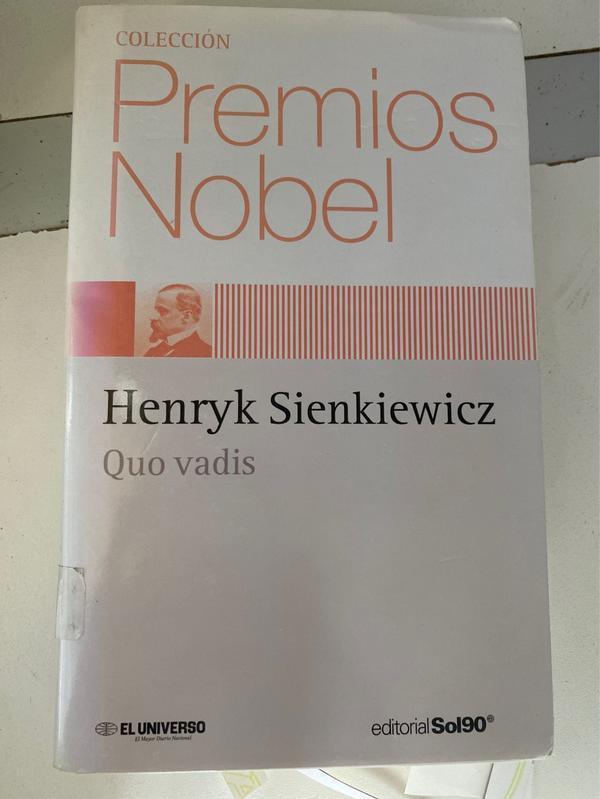 COLECCIÓN
Premios
Nobel
Henryk Sienkiewicz
Quo vadis
EL UNIVERSO
El Mayor Diario Nacional
editorial Sol90